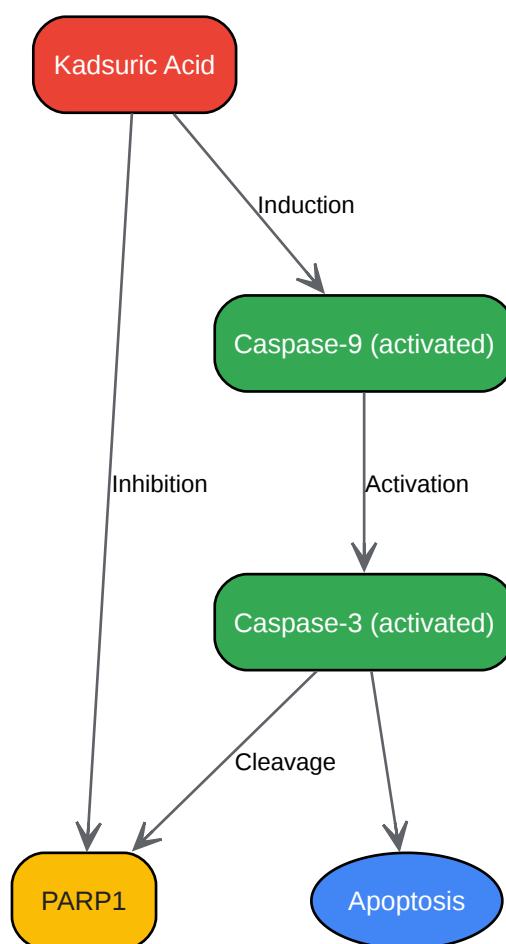 Kadsuric Acid
Induction
Caspase-9 (activated)
Inhibition
Activation
Caspase-3 (activated)
Cleavage
PARP1
Apoptosis